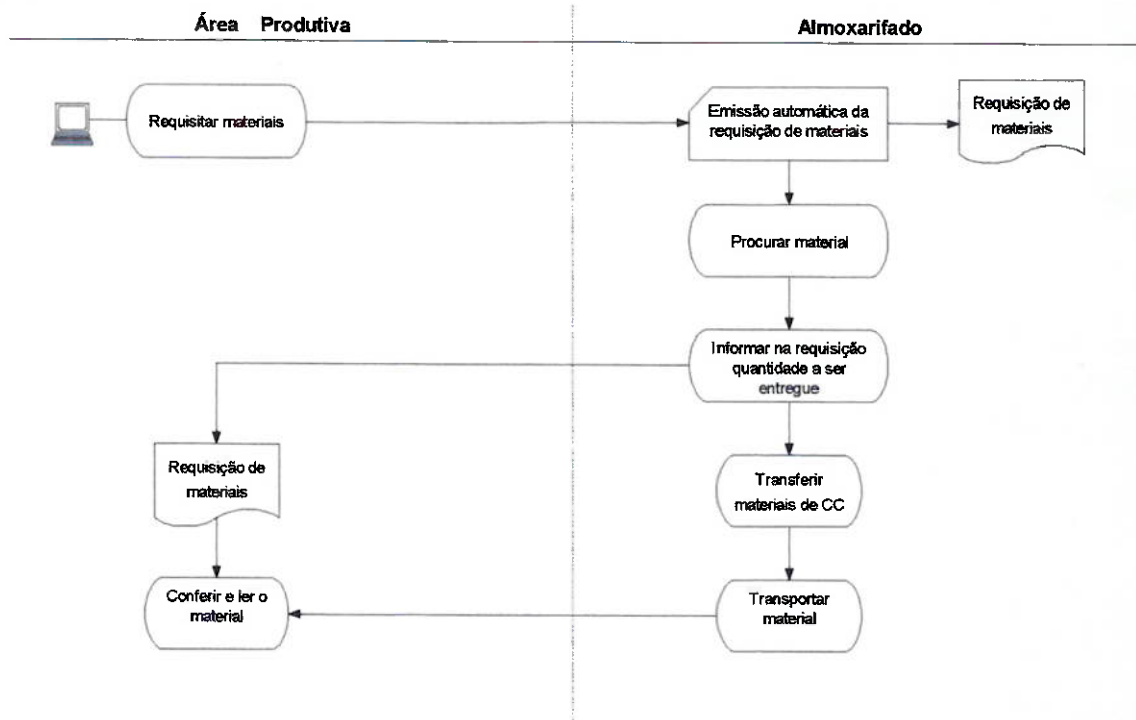 Área Produtiva
Almoxarifado
Requisitar materiais
Emissão automática da
requisição de materiais
Requisição de
materiais
Procurar material
Informar na requisição
quantidade a ser
entregue
Requisição de
materiais
Transferir
materiais de CC
Conferir e ler o
material
Transportar
material